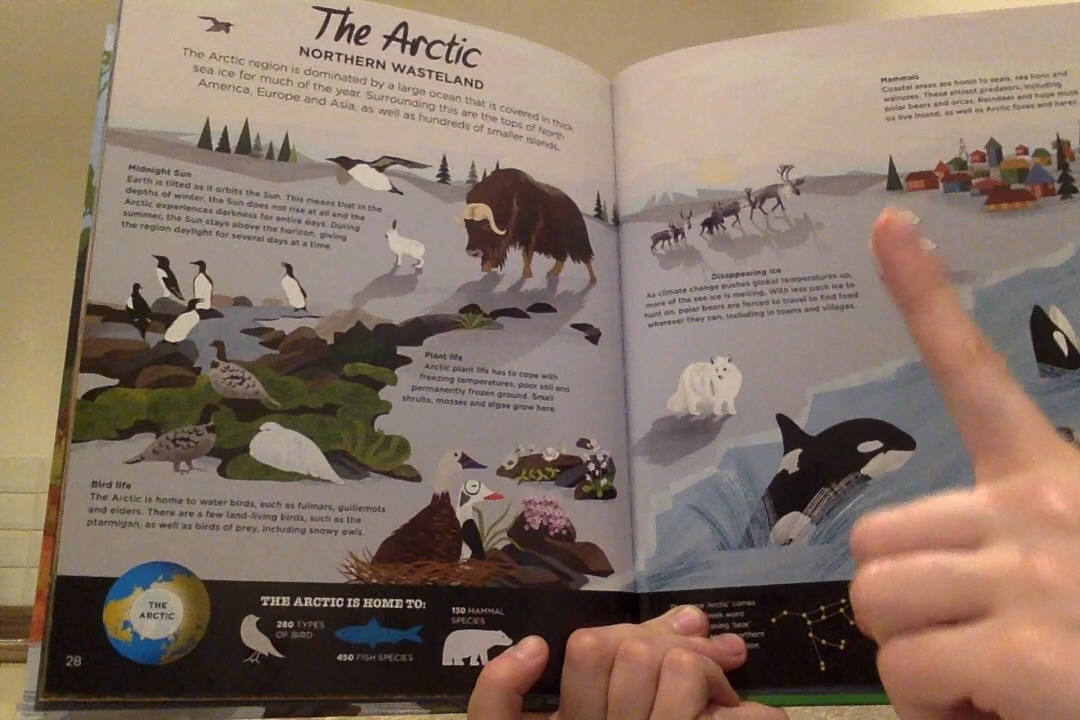 The Arctic
NORTHERN WASTELAND
The Arctic region is dominated by a large ocean that is covered in thick
sea ice for much of the year. Surrounding this are the tops of North
America, Europe and Asia, as well as hundreds of smaller islands.
Midnight Sun
Earth is tilted as it orbits the Sun. This means that in the
depths of winter, the Sun does not rise at all and the
Arctic experiences darkness for entire days. During
summer, the Sun stays above the horizon, giving
the region daylight for several days at a time.
Plant life
Arctic plant life has to cope with
freezing temperatures, poor soil and
permanently frozen ground. Small
shrubs, mosses and algae grow here.
Bird life
The Arctic is home to water birds, such as fulmars, guillemots
and eiders. There are a few land-living birds, such as the
ptarmigan, as well as birds of prey, including snowy owls.
THE
ARCTIC
THE ARCTIC IS HOME TO:
280 TYPES
OF BIRD
450 FISH SPECIES
130 MAMMAL
SPECIES
28
Mammals
Coastal areas are home to seals, sea lions and
walruses. These attract predators, including
polar bears and orcas. Reindeer and huge musk
ox live inland, as well as Arctic foxes and hares.
Disappearing ice
As climate change pushes global temperatures up,
more of the sea ice is melting. With less pack ice to
hunt on, polar bears are forced to travel to find food
wherever they can, including in towns and villages.
Arctic' comes
word
'bear'